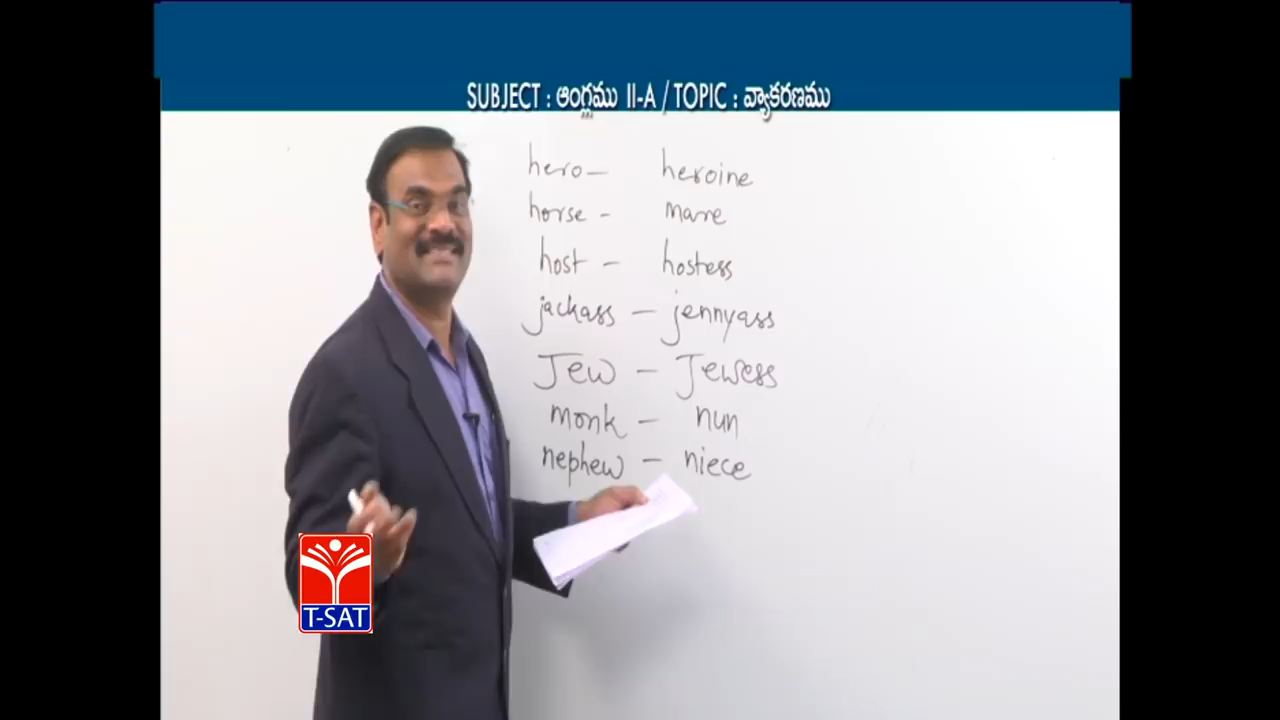 SUBJECT : ఆంగ్లము II-A / TOPIC : వ్యాకరణము
hero - heroine
horse - mare
host - hostess
jackass - jennyass
Jew - Jewess
monk - nun
nephew - niece
T-SAT